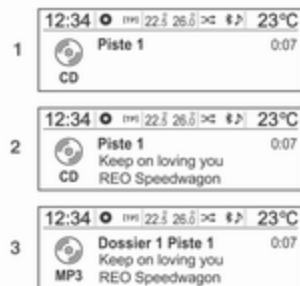 12:34 22.5 26.0 23°C
1 Piste 1 0:07
CD
12:34 22.5 26.0 23°C
2 Piste 1 0:07
Keep on loving you
CD REO Speedwagon
12:34 22.5 26.0 23°C
3 Dossier 1 Piste 1 0:07
Keep on loving you
MP3 REO Speedwagon